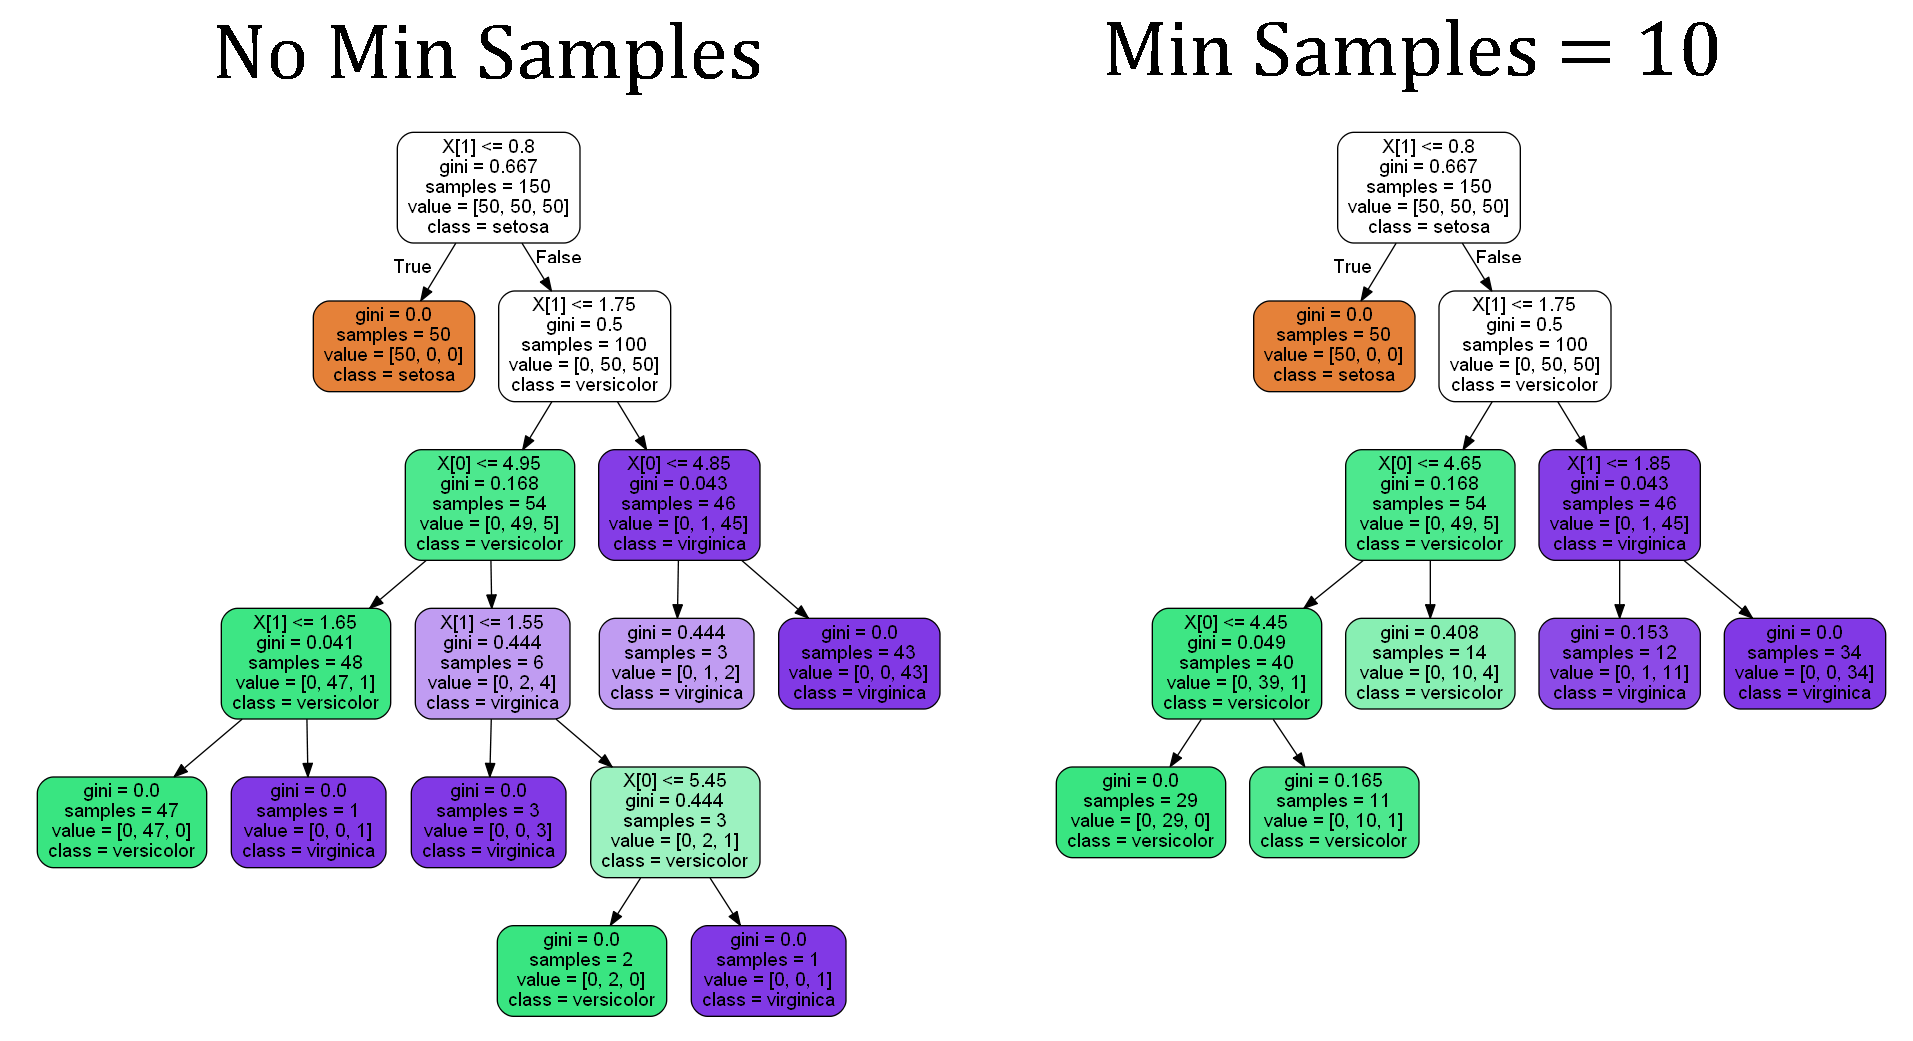 No Min Samples
X[1] <= 0.8
gini = 0.667
samples = 150
value = [50, 50, 50]
class = setosa
True
False
gini = 0.0
samples = 50
value = [50, 0, 0]
class = setosa
X[1] <= 1.75
gini = 0.5
samples = 100
value = [0, 50, 50]
class = versicolor
X[0] <= 4.95
gini = 0.168
samples = 54
value = [0, 49, 5]
class = versicolor
X[0] <= 4.85
gini = 0.043
samples = 46
value = [0, 1, 45]
class = virginica
X[1] <= 1.65
gini = 0.041
samples = 48
value = [0, 47, 1]
class = versicolor
X[1] <= 1.55
gini = 0.444
samples = 6
value = [0, 2, 4]
class = virginica
gini = 0.444
samples = 3
value = [0, 1, 2]
class = virginica
gini = 0.0
samples = 43
value = [0, 0, 43]
class = virginica
gini = 0.0
samples = 47
value = [0, 47, 0]
class = versicolor
gini = 0.0
samples = 1
value = [0, 0, 1]
class = virginica
gini = 0.0
samples = 3
value = [0, 0, 3]
class = virginica
X[0] <= 5.45
gini = 0.444
samples = 3
value = [0, 2, 1]
class = versicolor
gini = 0.0
samples = 2
value = [0, 2, 0]
class = versicolor
gini = 0.0
samples = 1
value = [0, 0, 1]
class = virginica
Min Samples = 10
X[1] <= 0.8
gini = 0.667
samples = 150
value = [50, 50, 50]
class = setosa
True
False
gini = 0.0
samples = 50
value = [50, 0, 0]
class = setosa
X[1] <= 1.75
gini = 0.5
samples = 100
value = [0, 50, 50]
class = versicolor
X[0] <= 4.65
gini = 0.168
samples = 54
value = [0, 49, 5]
class = versicolor
X[1] <= 1.85
gini = 0.043
samples = 46
value = [0, 1, 45]
class = virginica
X[0] <= 4.45
gini = 0.049
samples = 40
value = [0, 39, 1]
class = versicolor
gini = 0.408
samples = 14
value = [0, 10, 4]
class = versicolor
gini = 0.153
samples = 12
value = [0, 1, 11]
class = virginica
gini = 0.0
samples = 34
value = [0, 0, 34]
class = virginica
gini = 0.0
samples = 29
value = [0, 29, 0]
class = versicolor
gini = 0.165
samples = 11
value = [0, 10, 1]
class = versicolor